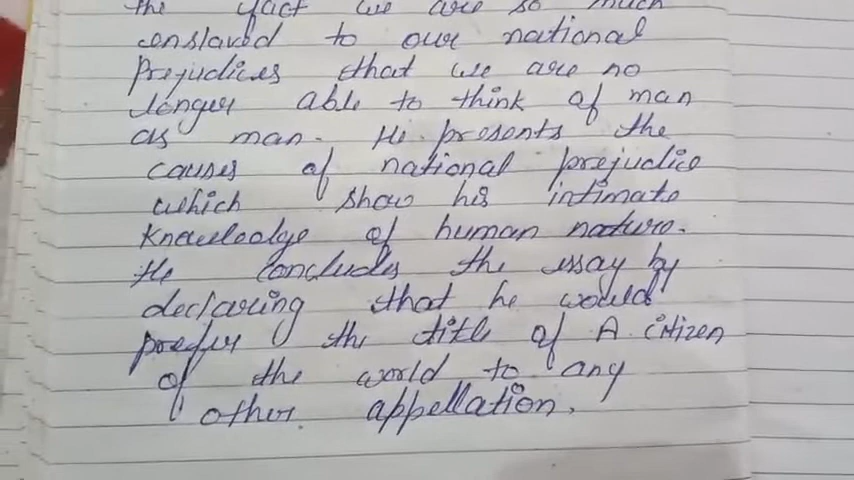 the fact we are so much
enslaved to our national
Prejudices that we are no
longer able to think of man
as man. He presents the
causes of national prejudice
which show his intimate
Knowledge of human nature.
He concludes the essay by
declaring that he would
prefer the title of A citizen
of the world to any
other appellation.